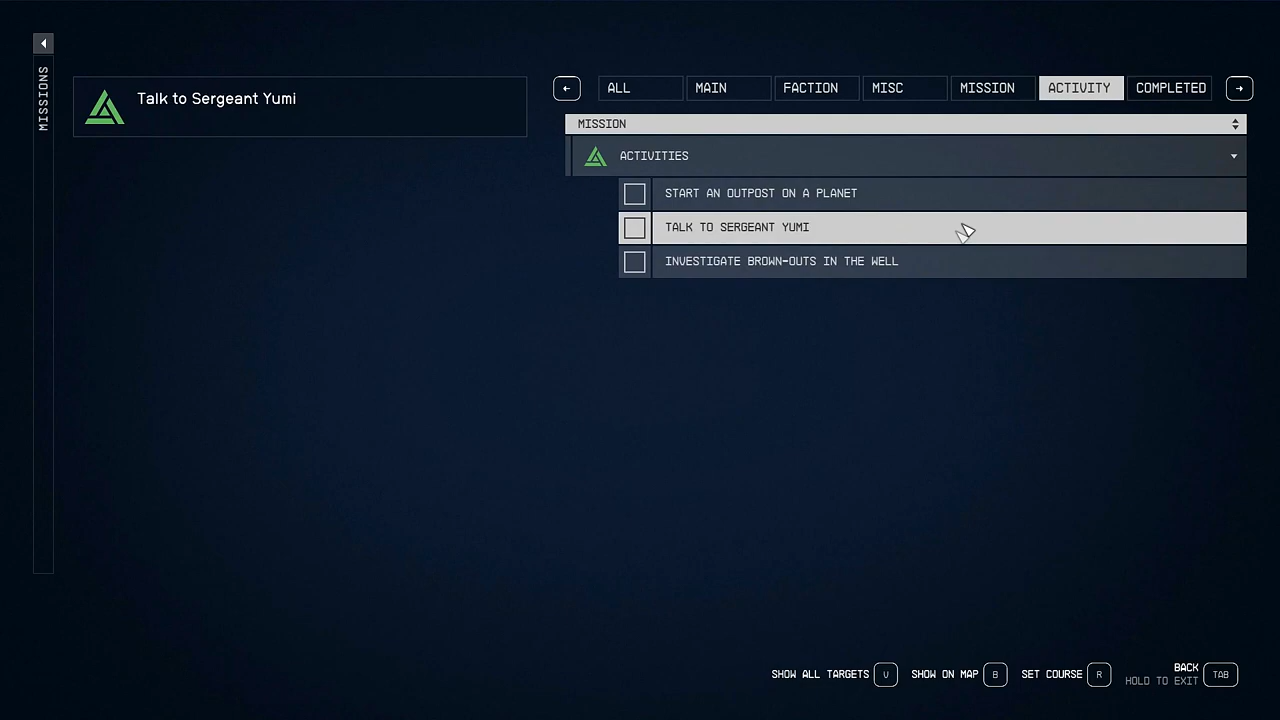 MISSIONS
Talk to Sergeant Yumi
ALL
MAIN
FACTION
MISC
MISSION
ACTIVITY
COMPLETED
MISSION
ACTIVITIES
START AN OUTPOST ON A PLANET
TALK TO SERGEANT YUMI
INVESTIGATE BROWN-OUTS IN THE WELL
SHOW ALL TARGETS V
SHOW ON MAP B
SET COURSE R
BACK
HOLD TO EXIT TAB